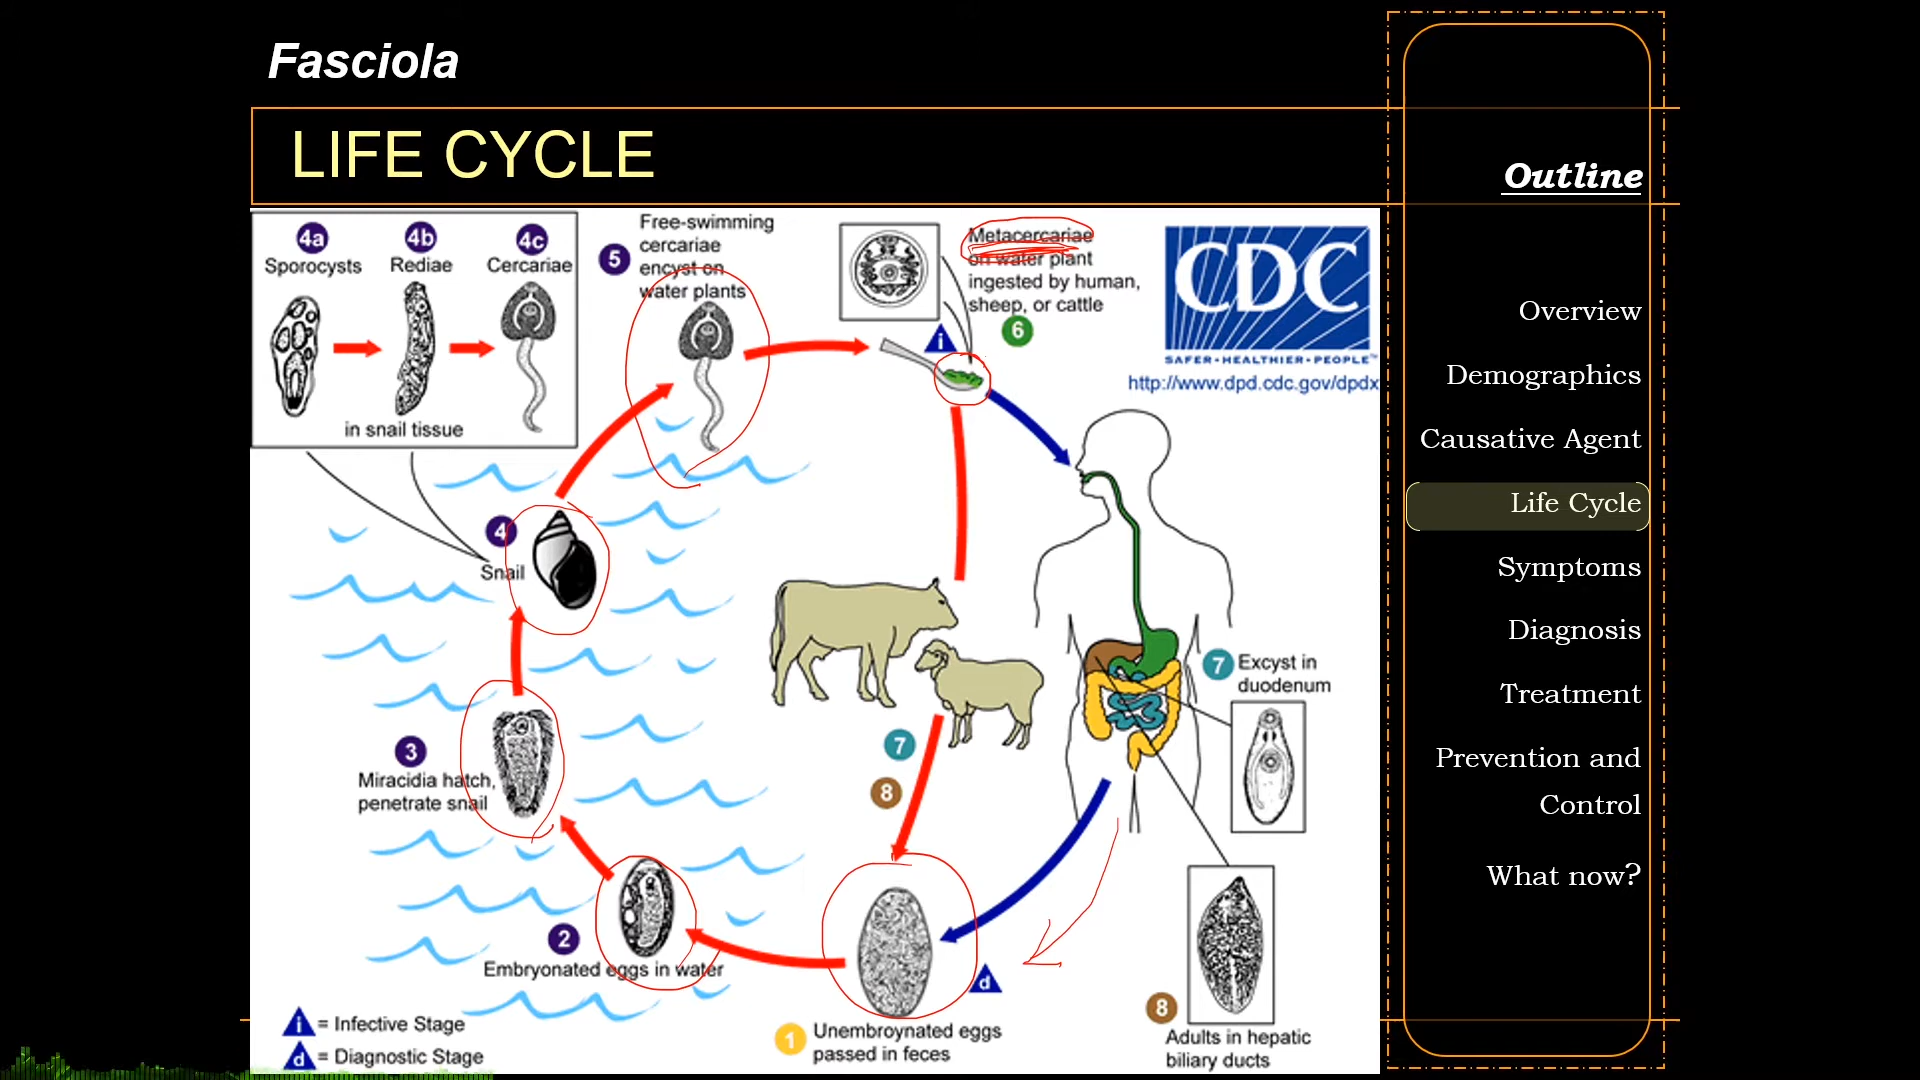 Fasciola
LIFE CYCLE
4a
Sporocysts
4b
Rediae
4c
Cercariae
in snail tissue
5
Free-swimming
cercariae
encyst on
water plants
Metacercariae
on water plant
ingested by human,
sheep, or cattle
6
i
CDC
SAFER•HEALTHIER•PEOPLE™
http://www.dpd.cdc.gov/dpdx
4
Snail
3
Miracidia hatch,
penetrate snail
2
Embryonated eggs in water
7
8
7
Excyst in
duodenum
d
1
Unembroynated eggs
passed in feces
8
Adults in hepatic
biliary ducts
i = Infective Stage
d = Diagnostic Stage
Outline
Overview
Demographics
Causative Agent
Life Cycle
Symptoms
Diagnosis
Treatment
Prevention and
Control
What now?